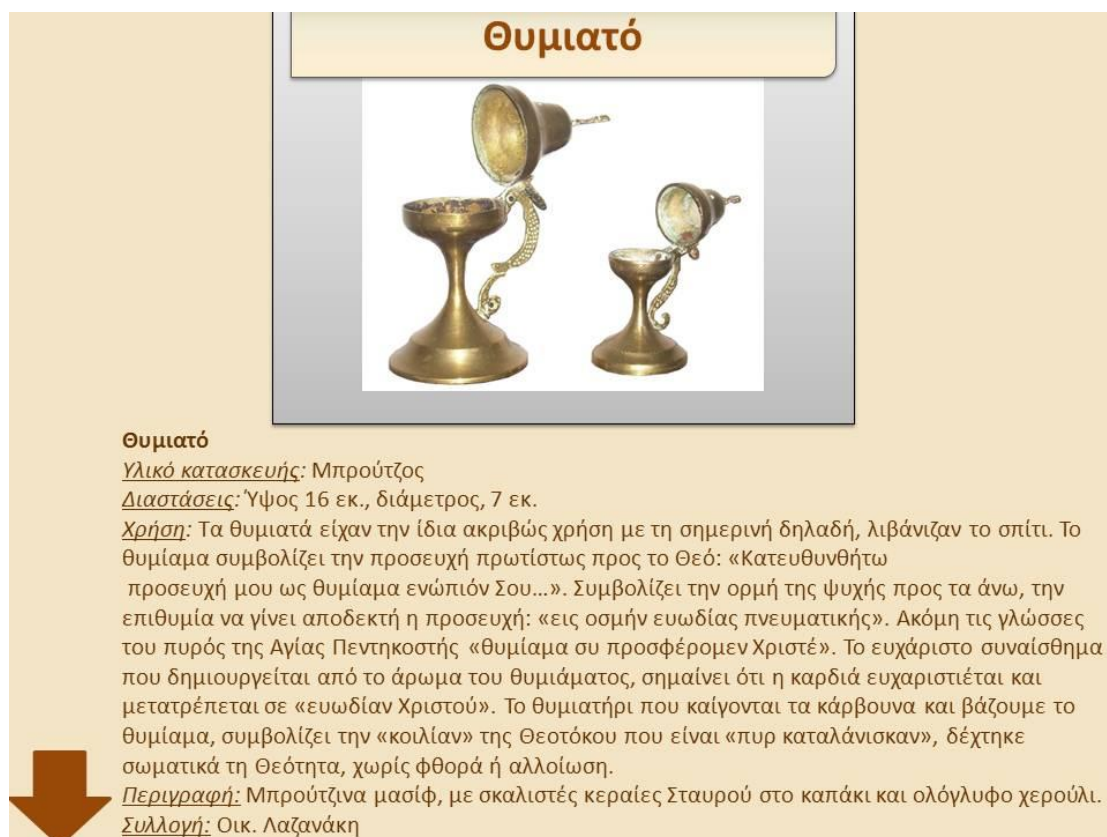 Θυμιατό
Θυμιατό
Υλικό κατασκευής: Μπρούτζος
Διαστάσεις: Ύψος 16 εκ., διάμετρος, 7 εκ.
Χρήση: Τα θυμιατά είχαν την ίδια ακριβώς χρήση με τη σημερινή δηλαδή, λιβάνιζαν το σπίτι. Το
θυμίαμα συμβολίζει την προσευχή πρωτίστως προς το Θεό: «Κατευθυνθήτω
προσευχή μου ως θυμίαμα ενώπιόν Σου...». Συμβολίζει την ορμή της ψυχής προς τα άνω, την
επιθυμία να γίνει αποδεκτή η προσευχή: «εις οσμήν ευωδίας πνευματικής». Ακόμη τις γλώσσες
του πυρός της Αγίας Πεντηκοστής «θυμίαμα συ προσφέρομεν Χριστέ». Το ευχάριστο συναίσθημα
που δημιουργείται από το άρωμα του θυμιάματος, σημαίνει ότι η καρδιά ευχαριστιέται και
μετατρέπεται σε «ευωδίαν Χριστού». Το θυμιατήρι που καίγονται τα κάρβουνα και βάζουμε το
θυμίαμα, συμβολίζει την «κοιλίαν» της Θεοτόκου που είναι «πυρ καταλάνισκαν», δέχτηκε
σωματικά τη Θεότητα, χωρίς φθορά ή αλλοίωση.
Περιγραφή: Μπρούτζινα μασίφ, με σκαλιστές κεραίες Σταυρού στο καπάκι και ολόγλυφο χερούλι.
Συλλογή: Οικ. Λαζανάκη